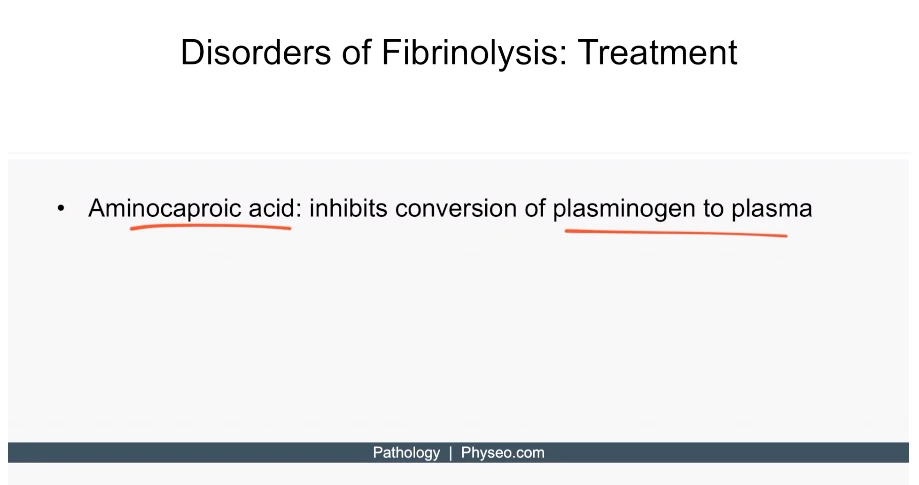 Disorders of Fibrinolysis: Treatment
• Aminocaproic acid: inhibits conversion of plasminogen to plasma
Pathology | Physeo.com